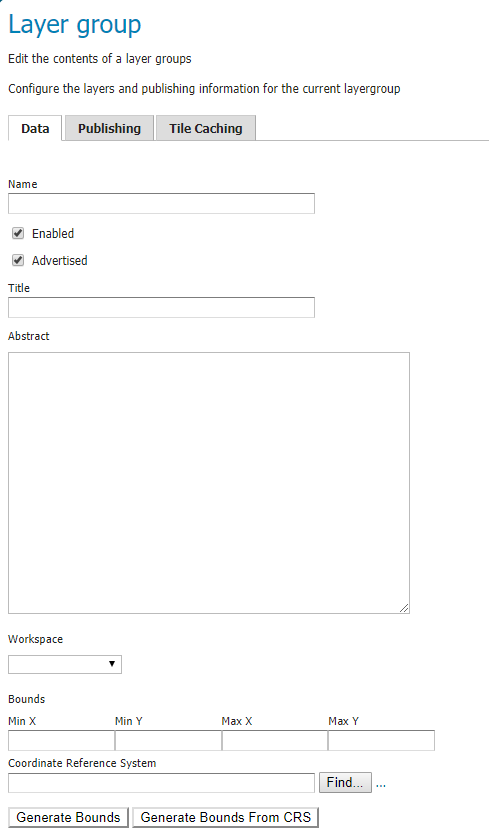 Layer group
Edit the contents of a layer groups
Configure the layers and publishing information for the current layergroup
Data Publishing Tile Caching
Name
Enabled
Advertised
Title
Abstract
Workspace
Bounds
Min X Min Y Max X Max Y
Coordinate Reference System
Find... ...
Generate Bounds Generate Bounds From CRS